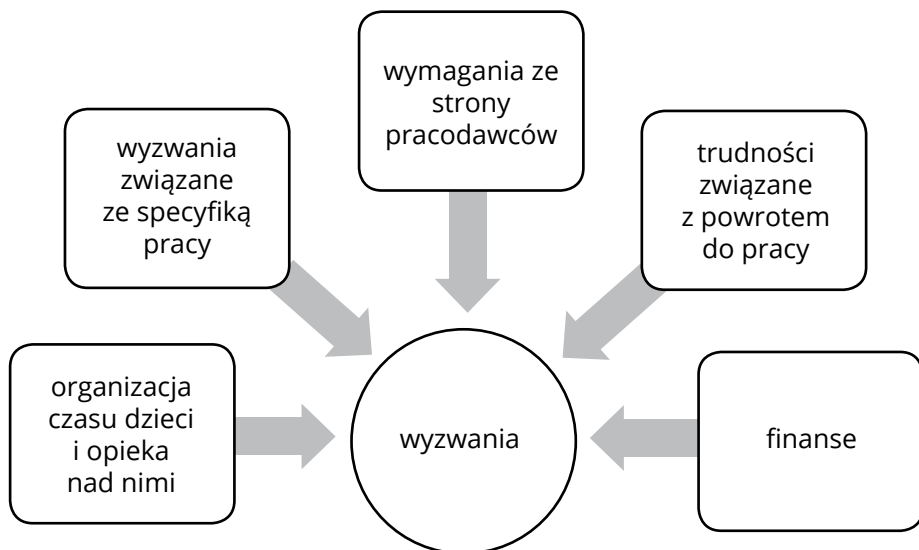 wymagania ze
strony
pracodawców
wyzwania
związane
ze specyfiką
pracy
trudności
związane
z powrotem
do pracy
organizacja
czasu dzieci
i opieka
nad nimi
wyzwania
finanse